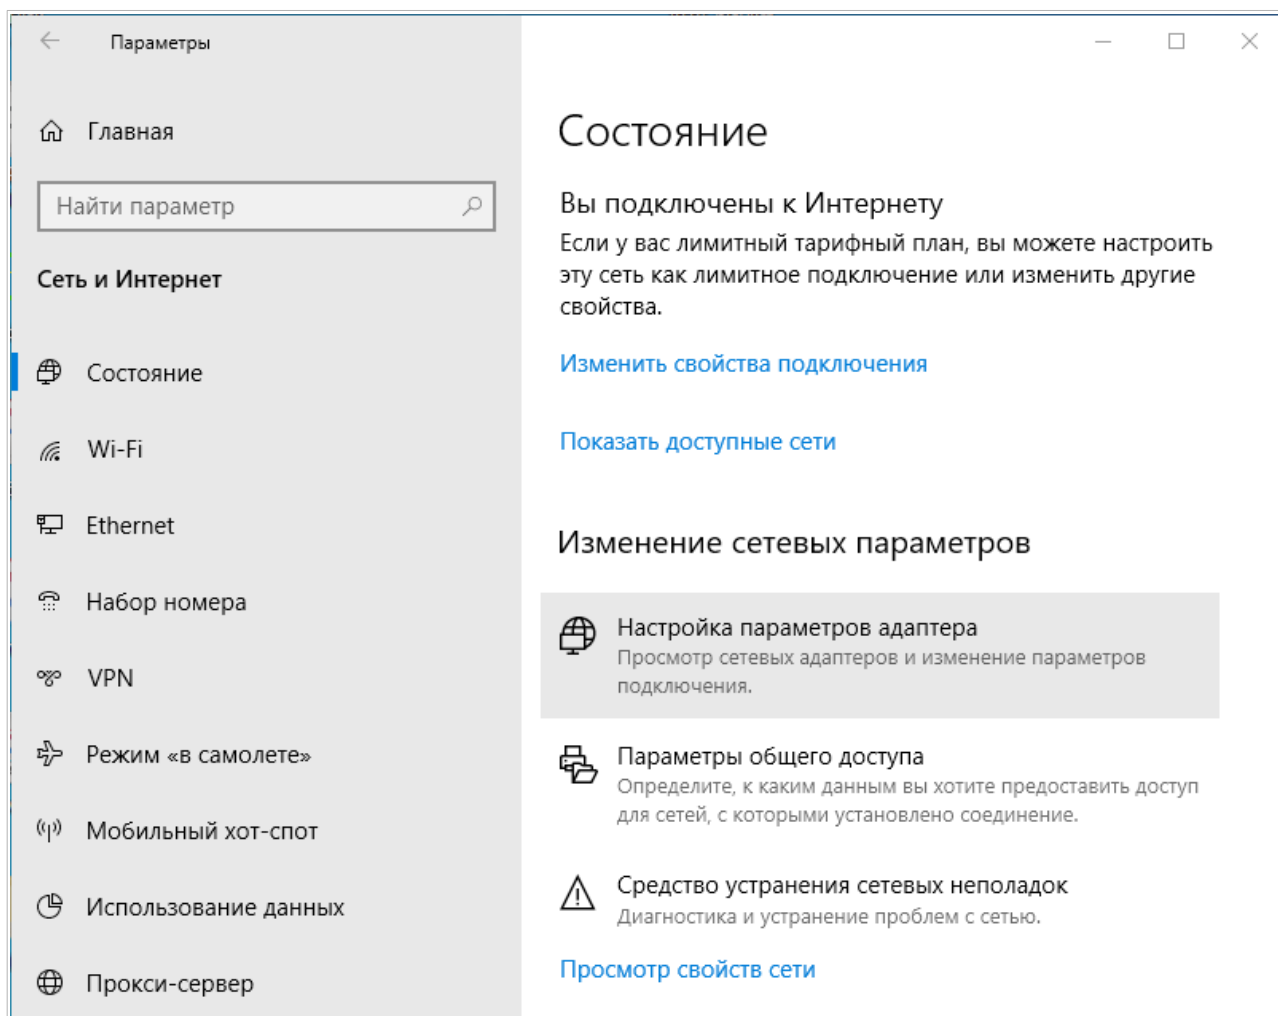 Параметры
Главная
Найти параметр
Сеть и Интернет
Состояние
Wi-Fi
Ethernet
Набор номера
VPN
Режим «в самолете»
Мобильный хот-спот
Использование данных
Прокси-сервер
Состояние
Вы подключены к Интернету
Если у вас лимитный тарифный план, вы можете настроить
эту сеть как лимитное подключение или изменить другие
свойства.
Изменить свойства подключения
Показать доступные сети
Изменение сетевых параметров
Настройка параметров адаптера
Просмотр сетевых адаптеров и изменение параметров
подключения.
Параметры общего доступа
Определите, к каким данным вы хотите предоставить доступ
для сетей, с которыми установлено соединение.
Средство устранения сетевых неполадок
Диагностика и устранение проблем с сетью.
Просмотр свойств сети